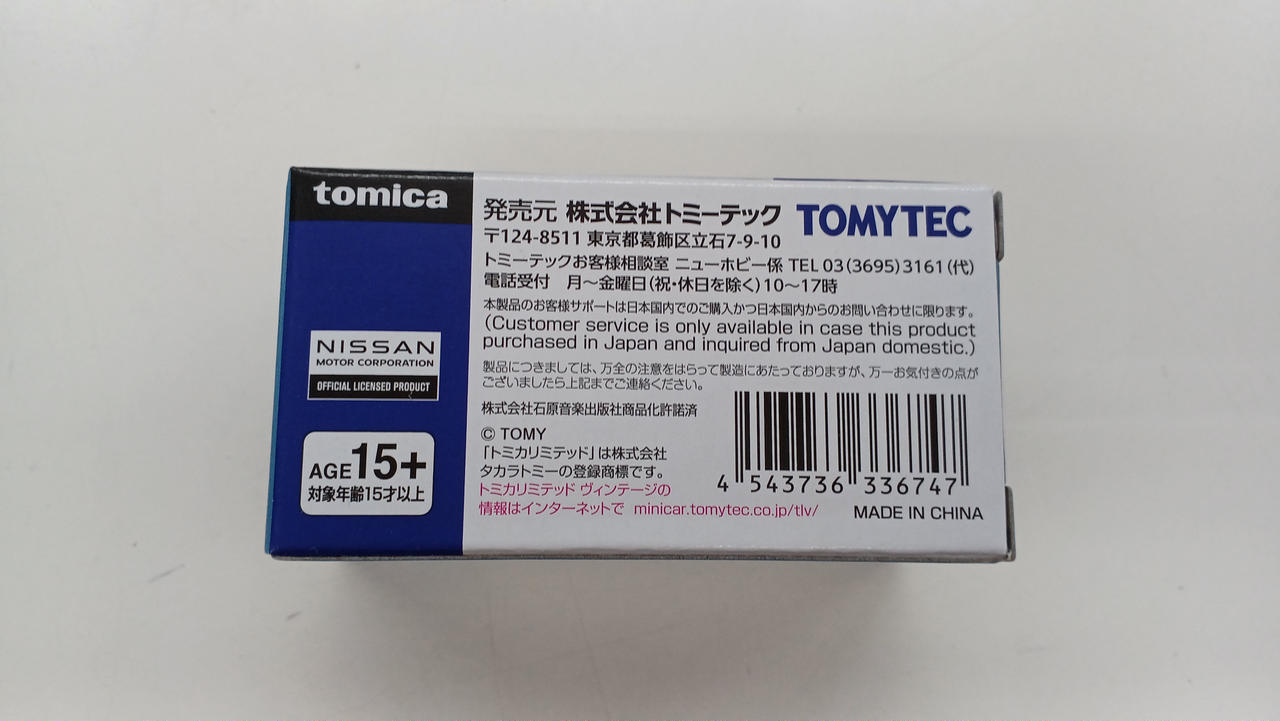 tomica
NISSAN
MOTOR CORPORATION
OFFICIAL LICENSED PRODUCT
AGE 15+
対象年齢15才以上
発売元 株式会社トミーテック TOMYTEC
〒124-8511 東京都葛飾区立石7-9-10
トミーテックお客様相談室 ニューホビー係 TEL 03(3695)3161(代)
電話受付 月〜金曜日(祝・休日を除く)10〜17時
本製品のお客様サポートは日本国内でのご購入かつ日本国内からのお問い合わせに限ります。
(Customer service is only available in case this product
purchased in Japan and inquired from Japan domestic.)
製品につきましては、万全の注意をはらって製造にあたっておりますが、万一お気付きの点が
ございましたら上記までご連絡ください。
株式会社石原音楽出版社商品化許諾済
© TOMY
「トミカリミテッド」は株式会社
タカラトミーの登録商標です。
トミカリミテッド ヴィンテージの
情報はインターネットで minicar.tomytec.co.jp/tlv/
4 543736 336747
MADE IN CHINA